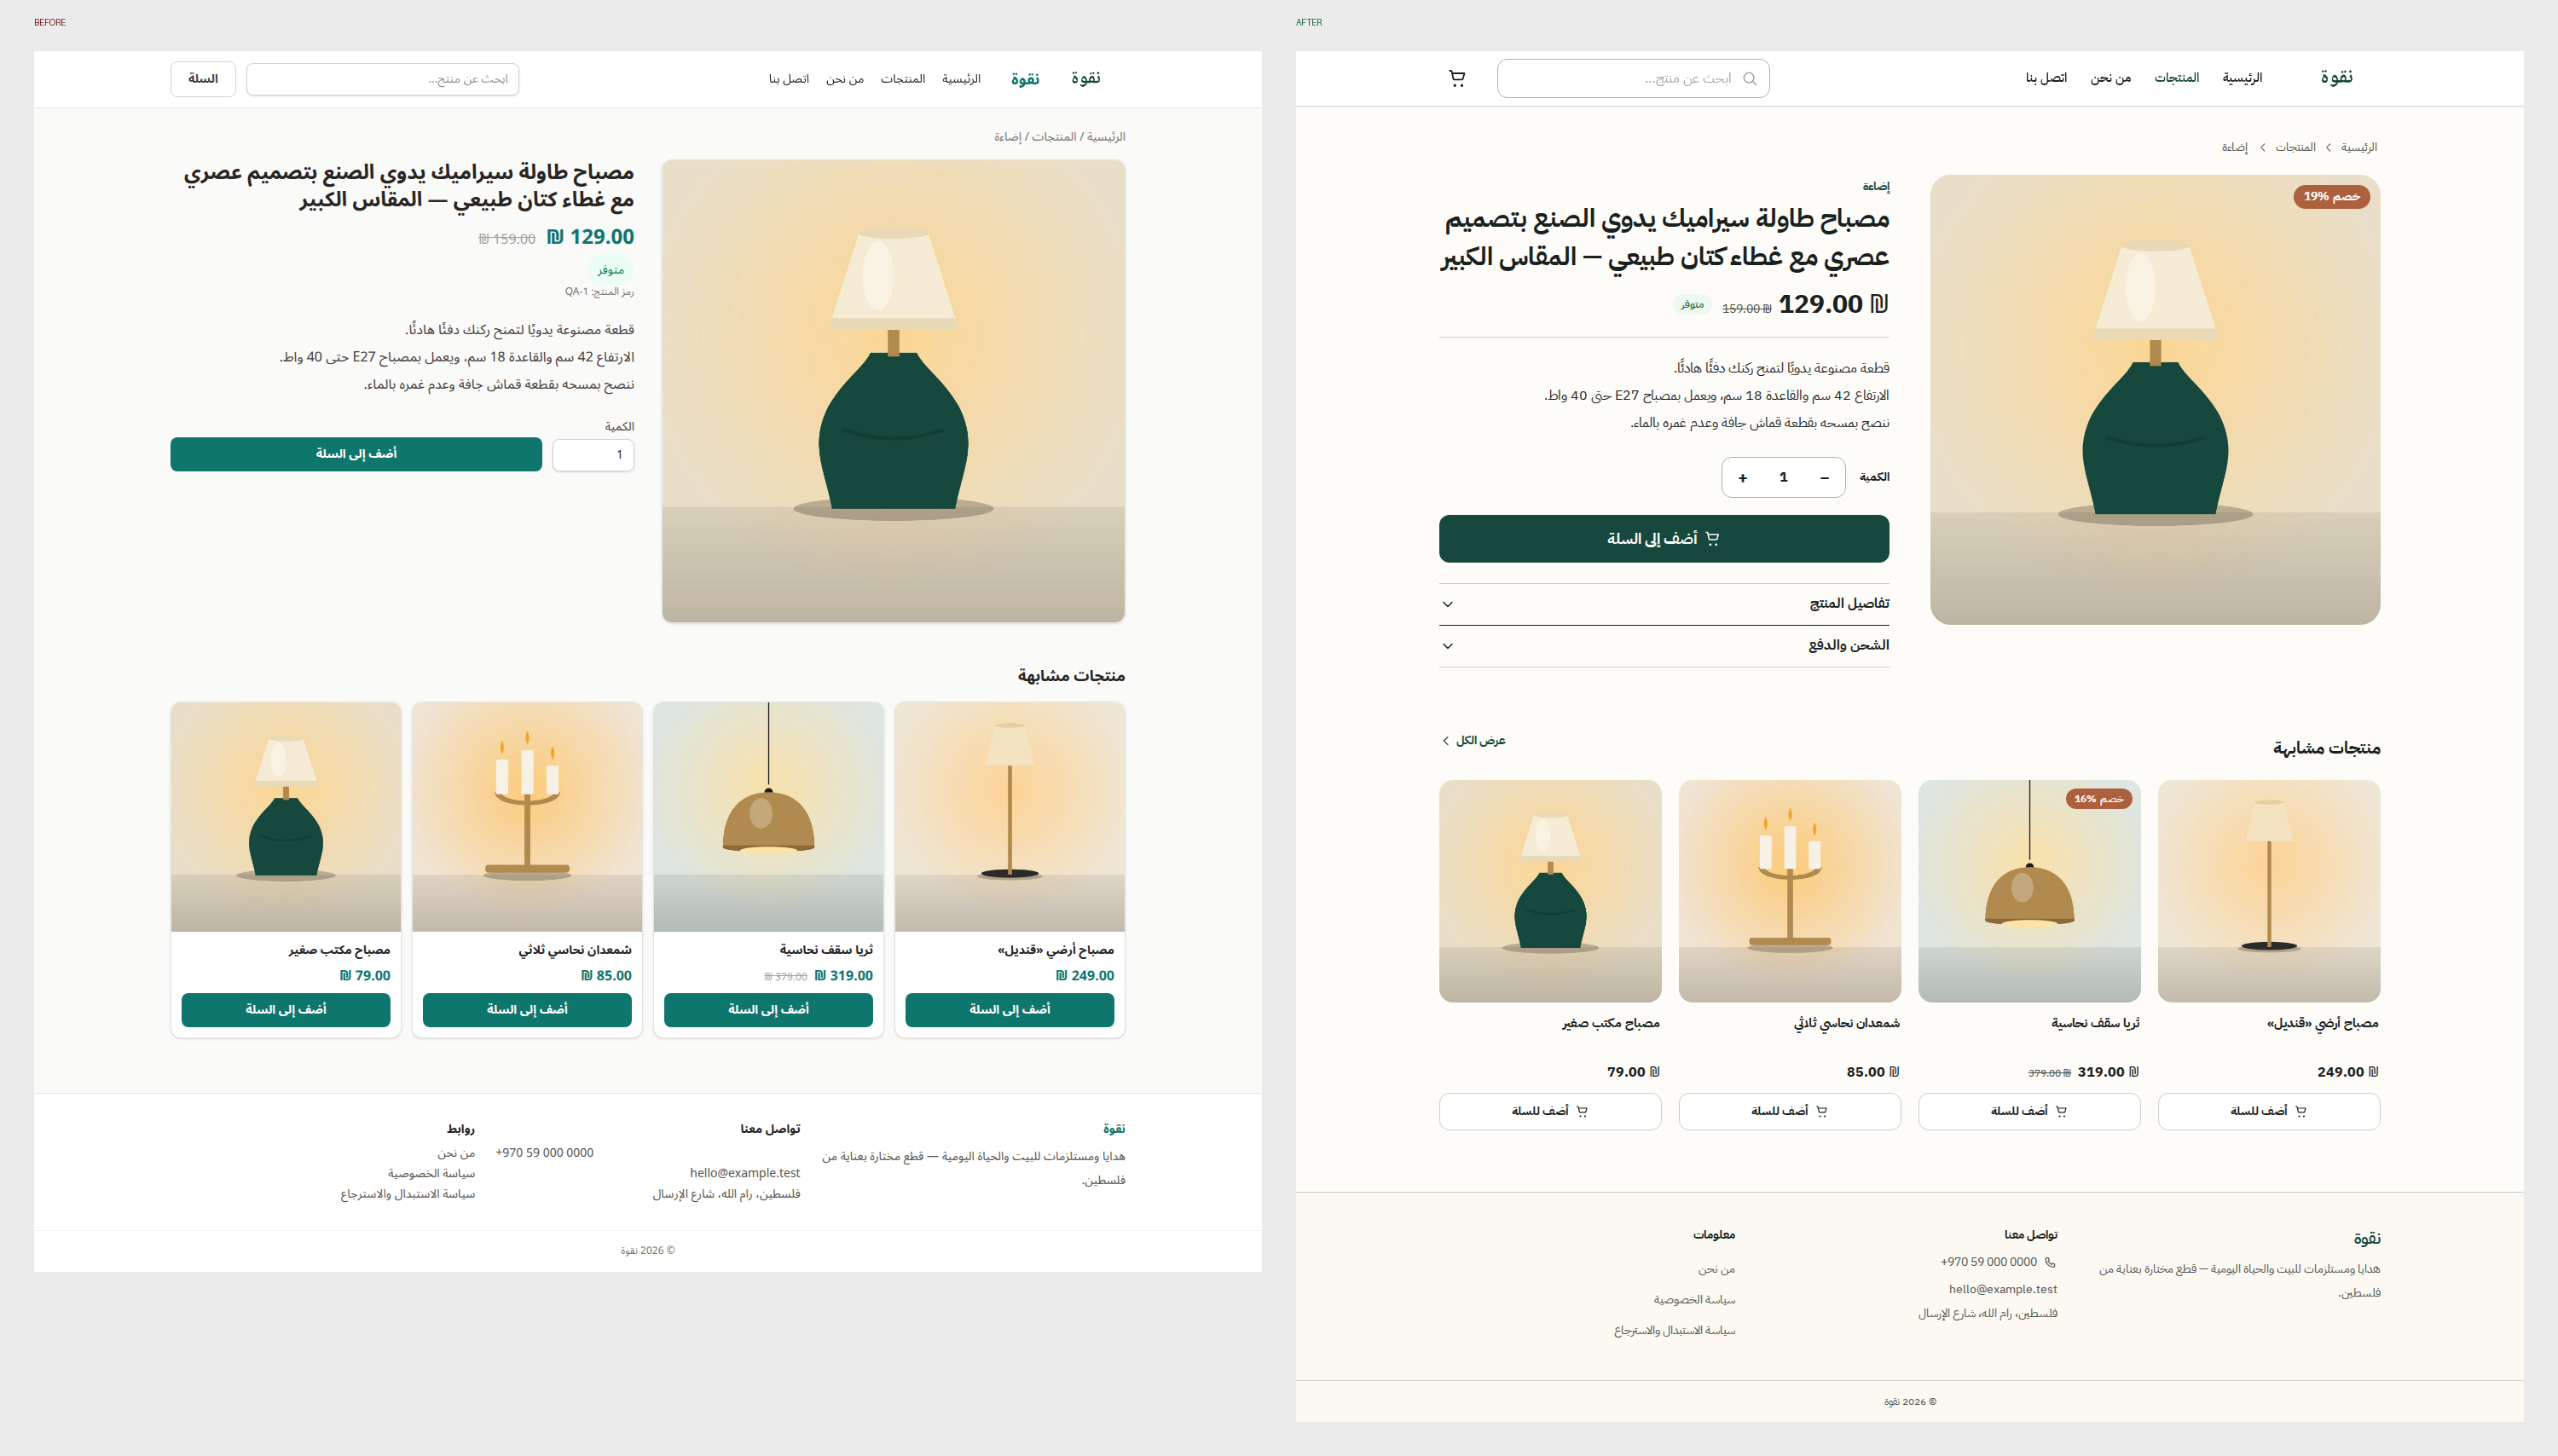 BEFORE
نقوة
نقوة
الرئيسية
المنتجات
من نحن
اتصل بنا
ابحث عن منتج...
السلة
الرئيسية / المنتجات / إضاءة
مصباح طاولة سيراميك يدوي الصنع بتصميم عصري
مع غطاء كتان طبيعي — المقاس الكبير
129.00 ₪ 159.00 ₪
متوفر
رمز المنتج: QA-1
قطعة مصنوعة يدويًا لتمنح ركنك دفئًا هادئًا.
الارتفاع 42 سم والقاعدة 18 سم، ويعمل بمصباح E27 حتى 40 واط.
ننصح بمسحه بقطعة قماش جافة وعدم غمره بالماء.
الكمية
1
أضف إلى السلة
منتجات مشابهة
مصباح أرضي «قنديل»
249.00 ₪
أضف إلى السلة
ثريا سقف نحاسية
319.00 ₪ 379.00 ₪
أضف إلى السلة
شمعدان نحاسي ثلاثي
85.00 ₪
أضف إلى السلة
مصباح مكتب صغير
79.00 ₪
أضف إلى السلة
نقوة
هدايا ومستلزمات للبيت والحياة اليومية — قطع مختارة بعناية من
فلسطين.
تواصل معنا
+970 59 000 0000
hello@example.test
فلسطين، رام الله، شارع الإرسال
روابط
من نحن
سياسة الخصوصية
سياسة الاستبدال والاسترجاع
© 2026 نقوة
AFTER
نقوة
الرئيسية
المنتجات
من نحن
اتصل بنا
ابحث عن منتج...
الرئيسية
المنتجات
إضاءة
خصم 19%
إضاءة
مصباح طاولة سيراميك يدوي الصنع بتصميم
عصري مع غطاء كتان طبيعي — المقاس الكبير
₪ 129.00 ₪ 159.00 متوفر
قطعة مصنوعة يدويًا لتمنح ركنك دفئًا هادئًا.
الارتفاع 42 سم والقاعدة 18 سم، ويعمل بمصباح E27 حتى 40 واط.
ننصح بمسحه بقطعة قماش جافة وعدم غمره بالماء.
الكمية − 1 +
أضف إلى السلة
تفاصيل المنتج
الشحن والدفع
منتجات مشابهة
عرض الكل
مصباح أرضي «قنديل»
₪ 249.00
أضف للسلة
خصم 16%
ثريا سقف نحاسية
₪ 319.00 ₪ 379.00
أضف للسلة
شمعدان نحاسي ثلاثي
₪ 85.00
أضف للسلة
مصباح مكتب صغير
₪ 79.00
أضف للسلة
نقوة
هدايا ومستلزمات للبيت والحياة اليومية — قطع مختارة بعناية من
فلسطين.
تواصل معنا
+970 59 000 0000
hello@example.test
فلسطين، رام الله، شارع الإرسال
معلومات
من نحن
سياسة الخصوصية
سياسة الاستبدال والاسترجاع
© 2026 نقوة